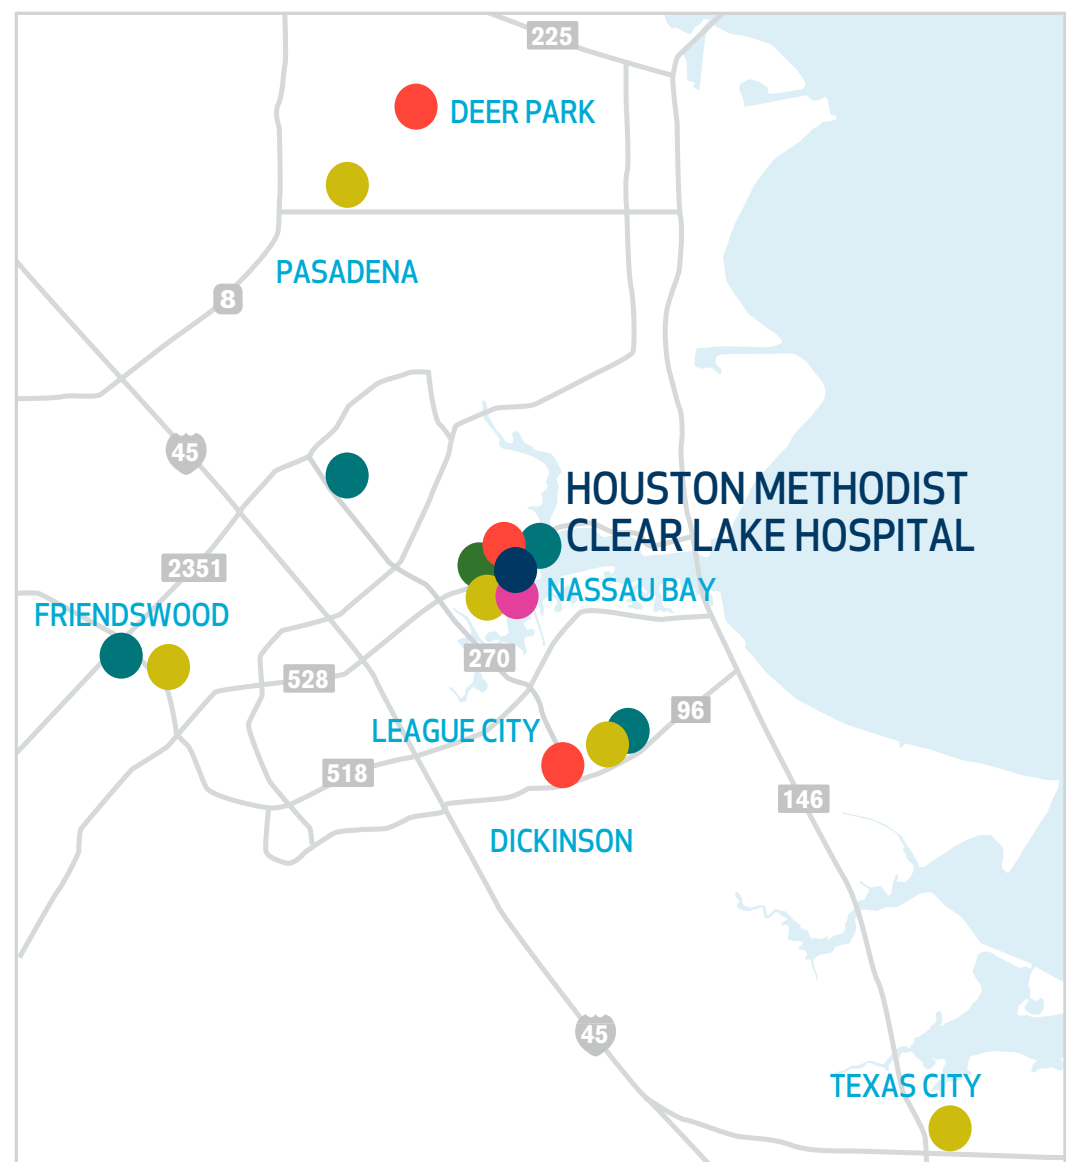 225
DEER PARK
PASADENA
8
45
HOUSTON METHODIST
CLEAR LAKE HOSPITAL
2351
NASSAU BAY
FRIENDSWOOD
270
528
96
LEAGUE CITY
518
146
DICKINSON
45
TEXAS CITY